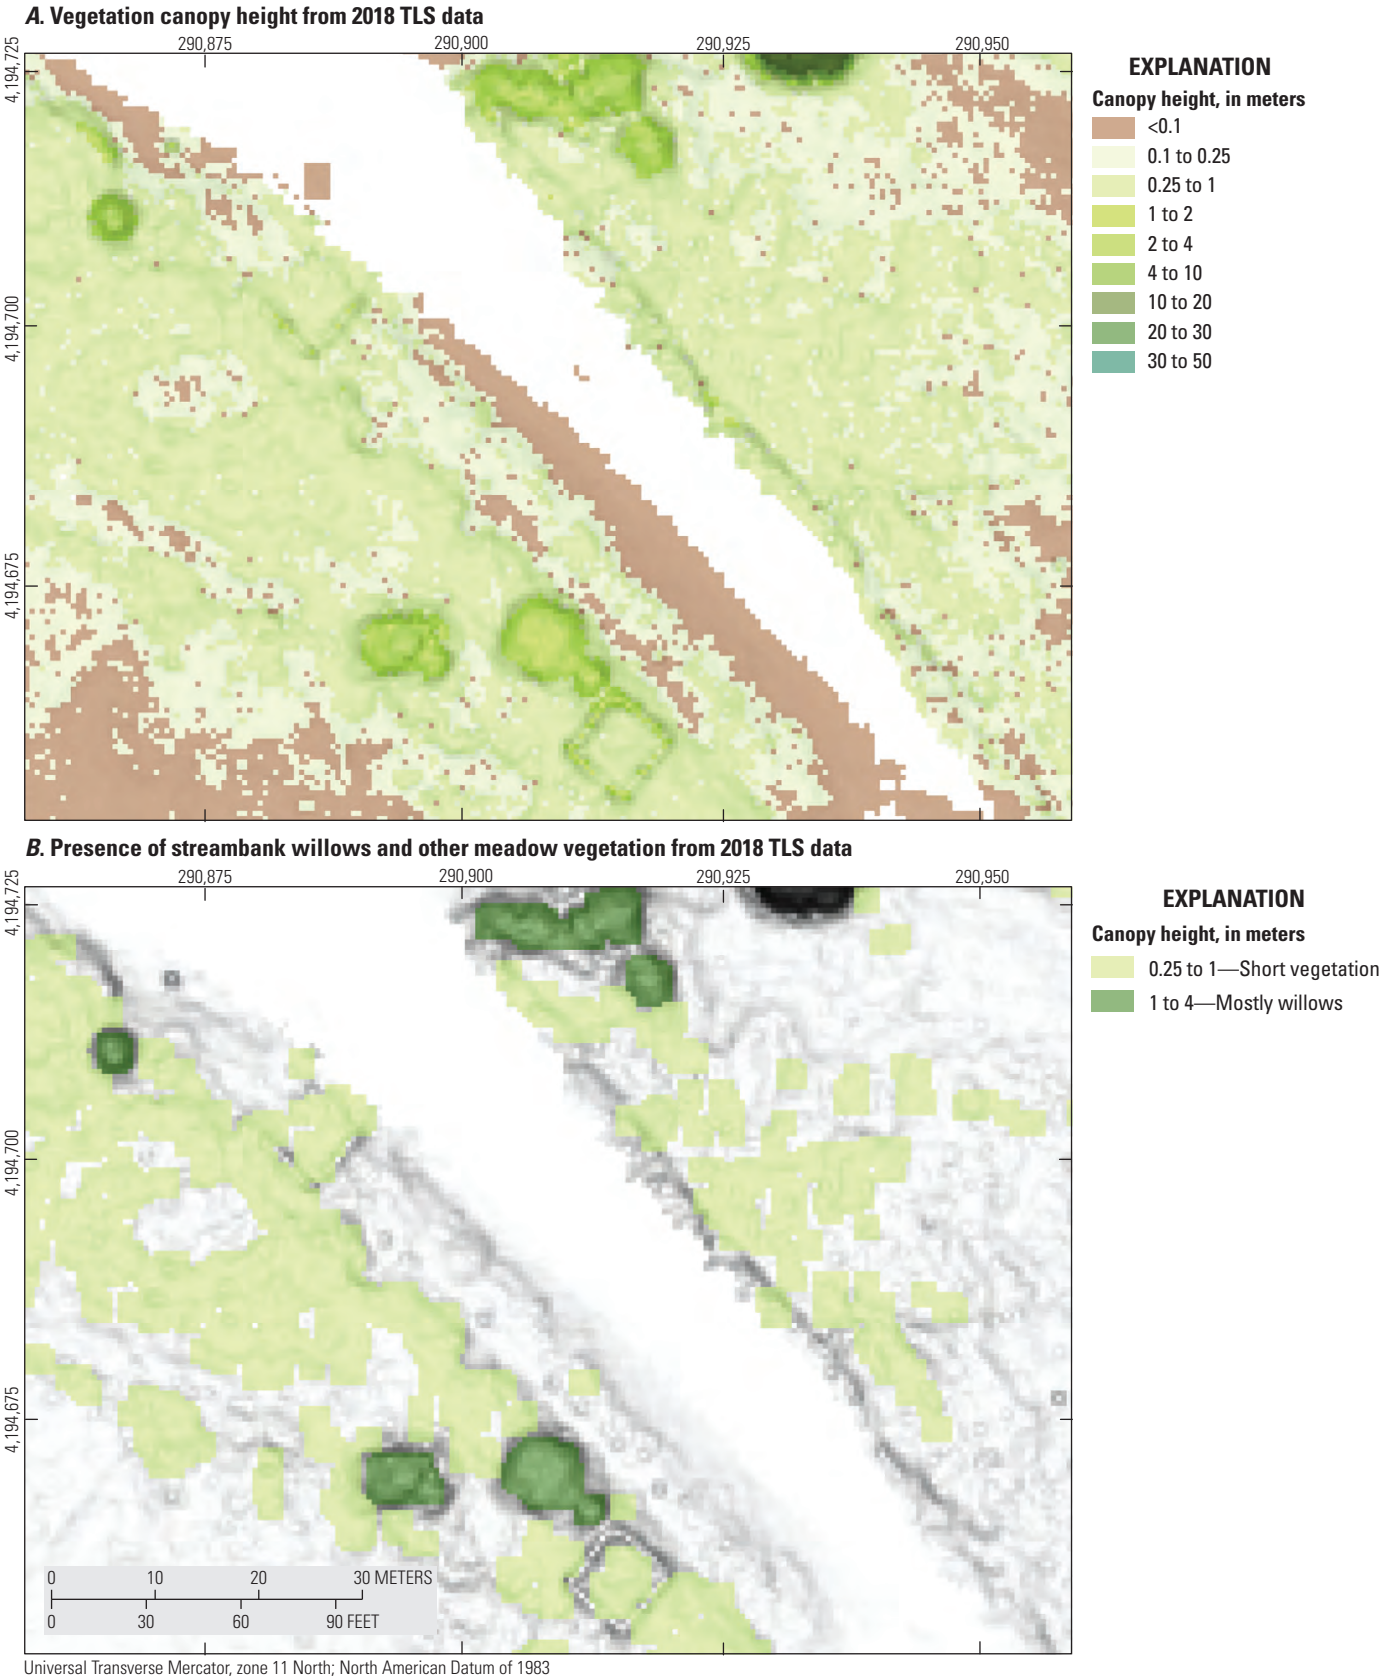 A. Vegetation canopy height from 2018 TLS data
290,875 290,900 290,925 290,950
4,194,725
4,194,700
4,194,675
EXPLANATION
Canopy height, in meters
<0.1
0.1 to 0.25
0.25 to 1
1 to 2
2 to 4
4 to 10
10 to 20
20 to 30
30 to 50
B. Presence of streambank willows and other meadow vegetation from 2018 TLS data
290,875 290,900 290,925 290,950
4,194,725
4,194,700
4,194,675
EXPLANATION
Canopy height, in meters
0.25 to 1—Short vegetation
1 to 4—Mostly willows
0 10 20 30 METERS
0 30 60 90 FEET
Universal Transverse Mercator, zone 11 North; North American Datum of 1983